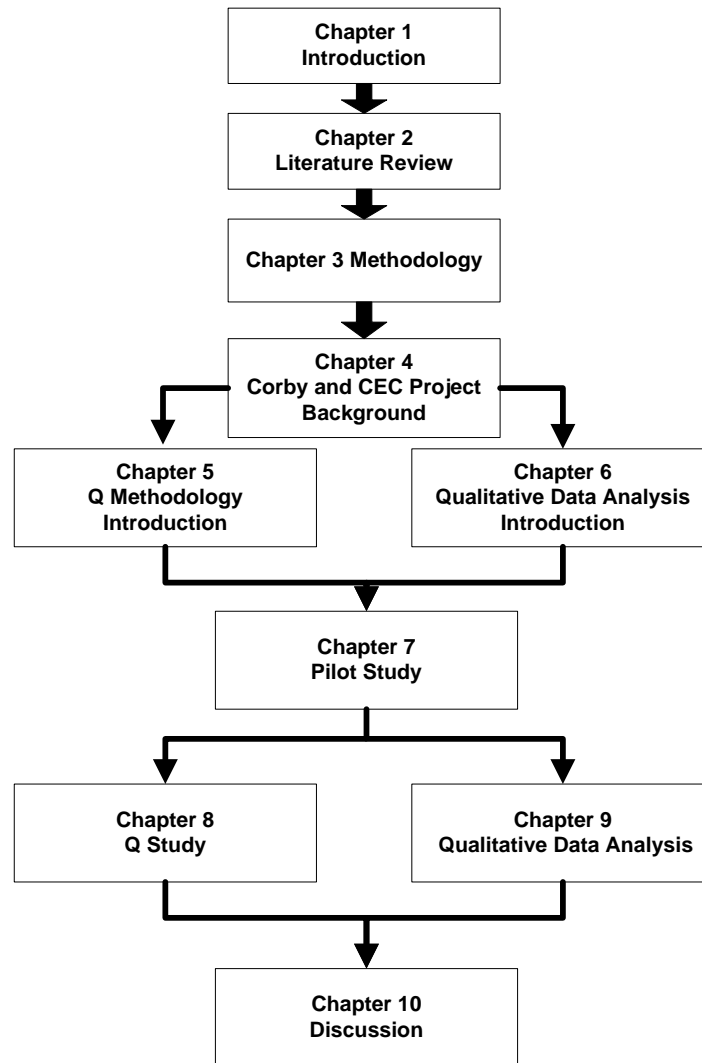 Chapter 1
Introduction
Chapter 2
Literature Review
Chapter 3 Methodology
Chapter 4
Corby and CEC Project
Background
Chapter 5
Q Methodology
Introduction
Chapter 6
Qualitative Data Analysis
Introduction
Chapter 7
Pilot Study
Chapter 8
Q Study
Chapter 9
Qualitative Data Analysis
Chapter 10
Discussion